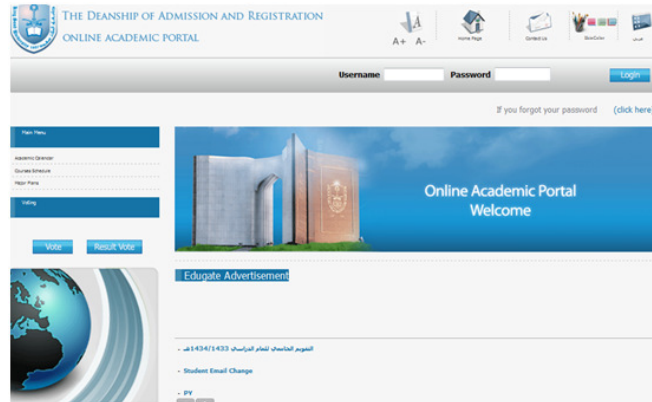 THE DEANSHIP OF ADMISSION AND REGISTRATION
ONLINE ACADEMIC PORTAL
A+ A-
Home Page
Contact Us
Username
Password
Login
If you forgot your password (click here)
Main Menu
Academic Calendar
Courses Schedule
Major Plans
Voting
Vote
Result Vote
Online Academic Portal
Welcome
Edugate Advertisement
- التقويم الجامعي للعام الدراسي 1434/1433هـ
- Student Email Change
- PY